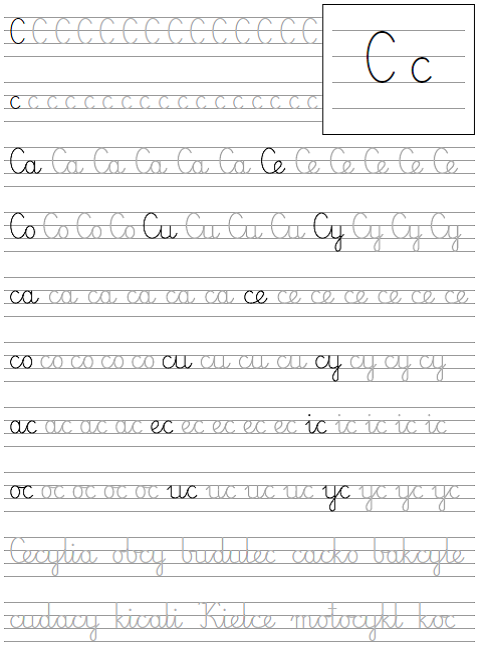 C C C C C C C C C C C C C C
C c
c c c c c c c c c c c c c c c c c
Ca Ca Ca Ca Ca Ca Ce Ce Ce Ce Ce Ce
Co Co Co Co Cu Cu Cu Cu Cy Cy Cy Cy
ca ca ca ca ca ca ce ce ce ce ce ce ce
co co co co co cu cu cu cu cy cy cy cy
ac ac ac ac ec ec ec ec ec ic ic ic ic ic
oc oc oc oc oc uc uc uc uc yc yc yc yc
Cecylia obcy budulec cacko bakcyle
cudacy kicali Kielce motocykl koc